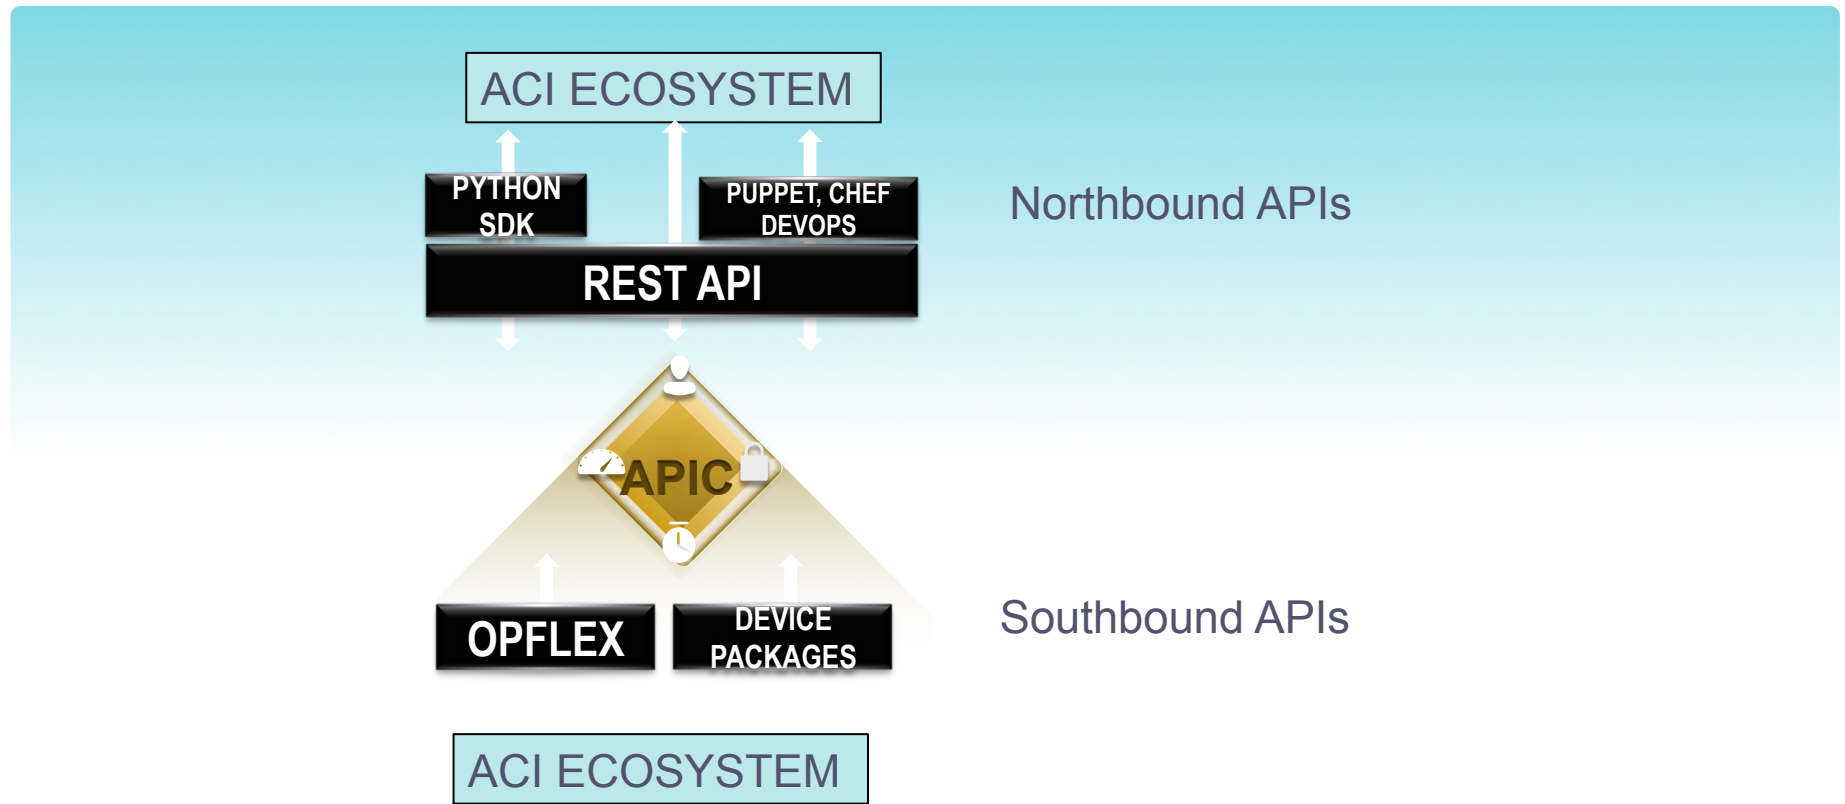 ACI ECOSYSTEM
PYTHON
SDK
PUPPET, CHEF
DEVOPS
Northbound APIs
REST API
APIC
OPFLEX
DEVICE
PACKAGES
Southbound APIs
ACI ECOSYSTEM